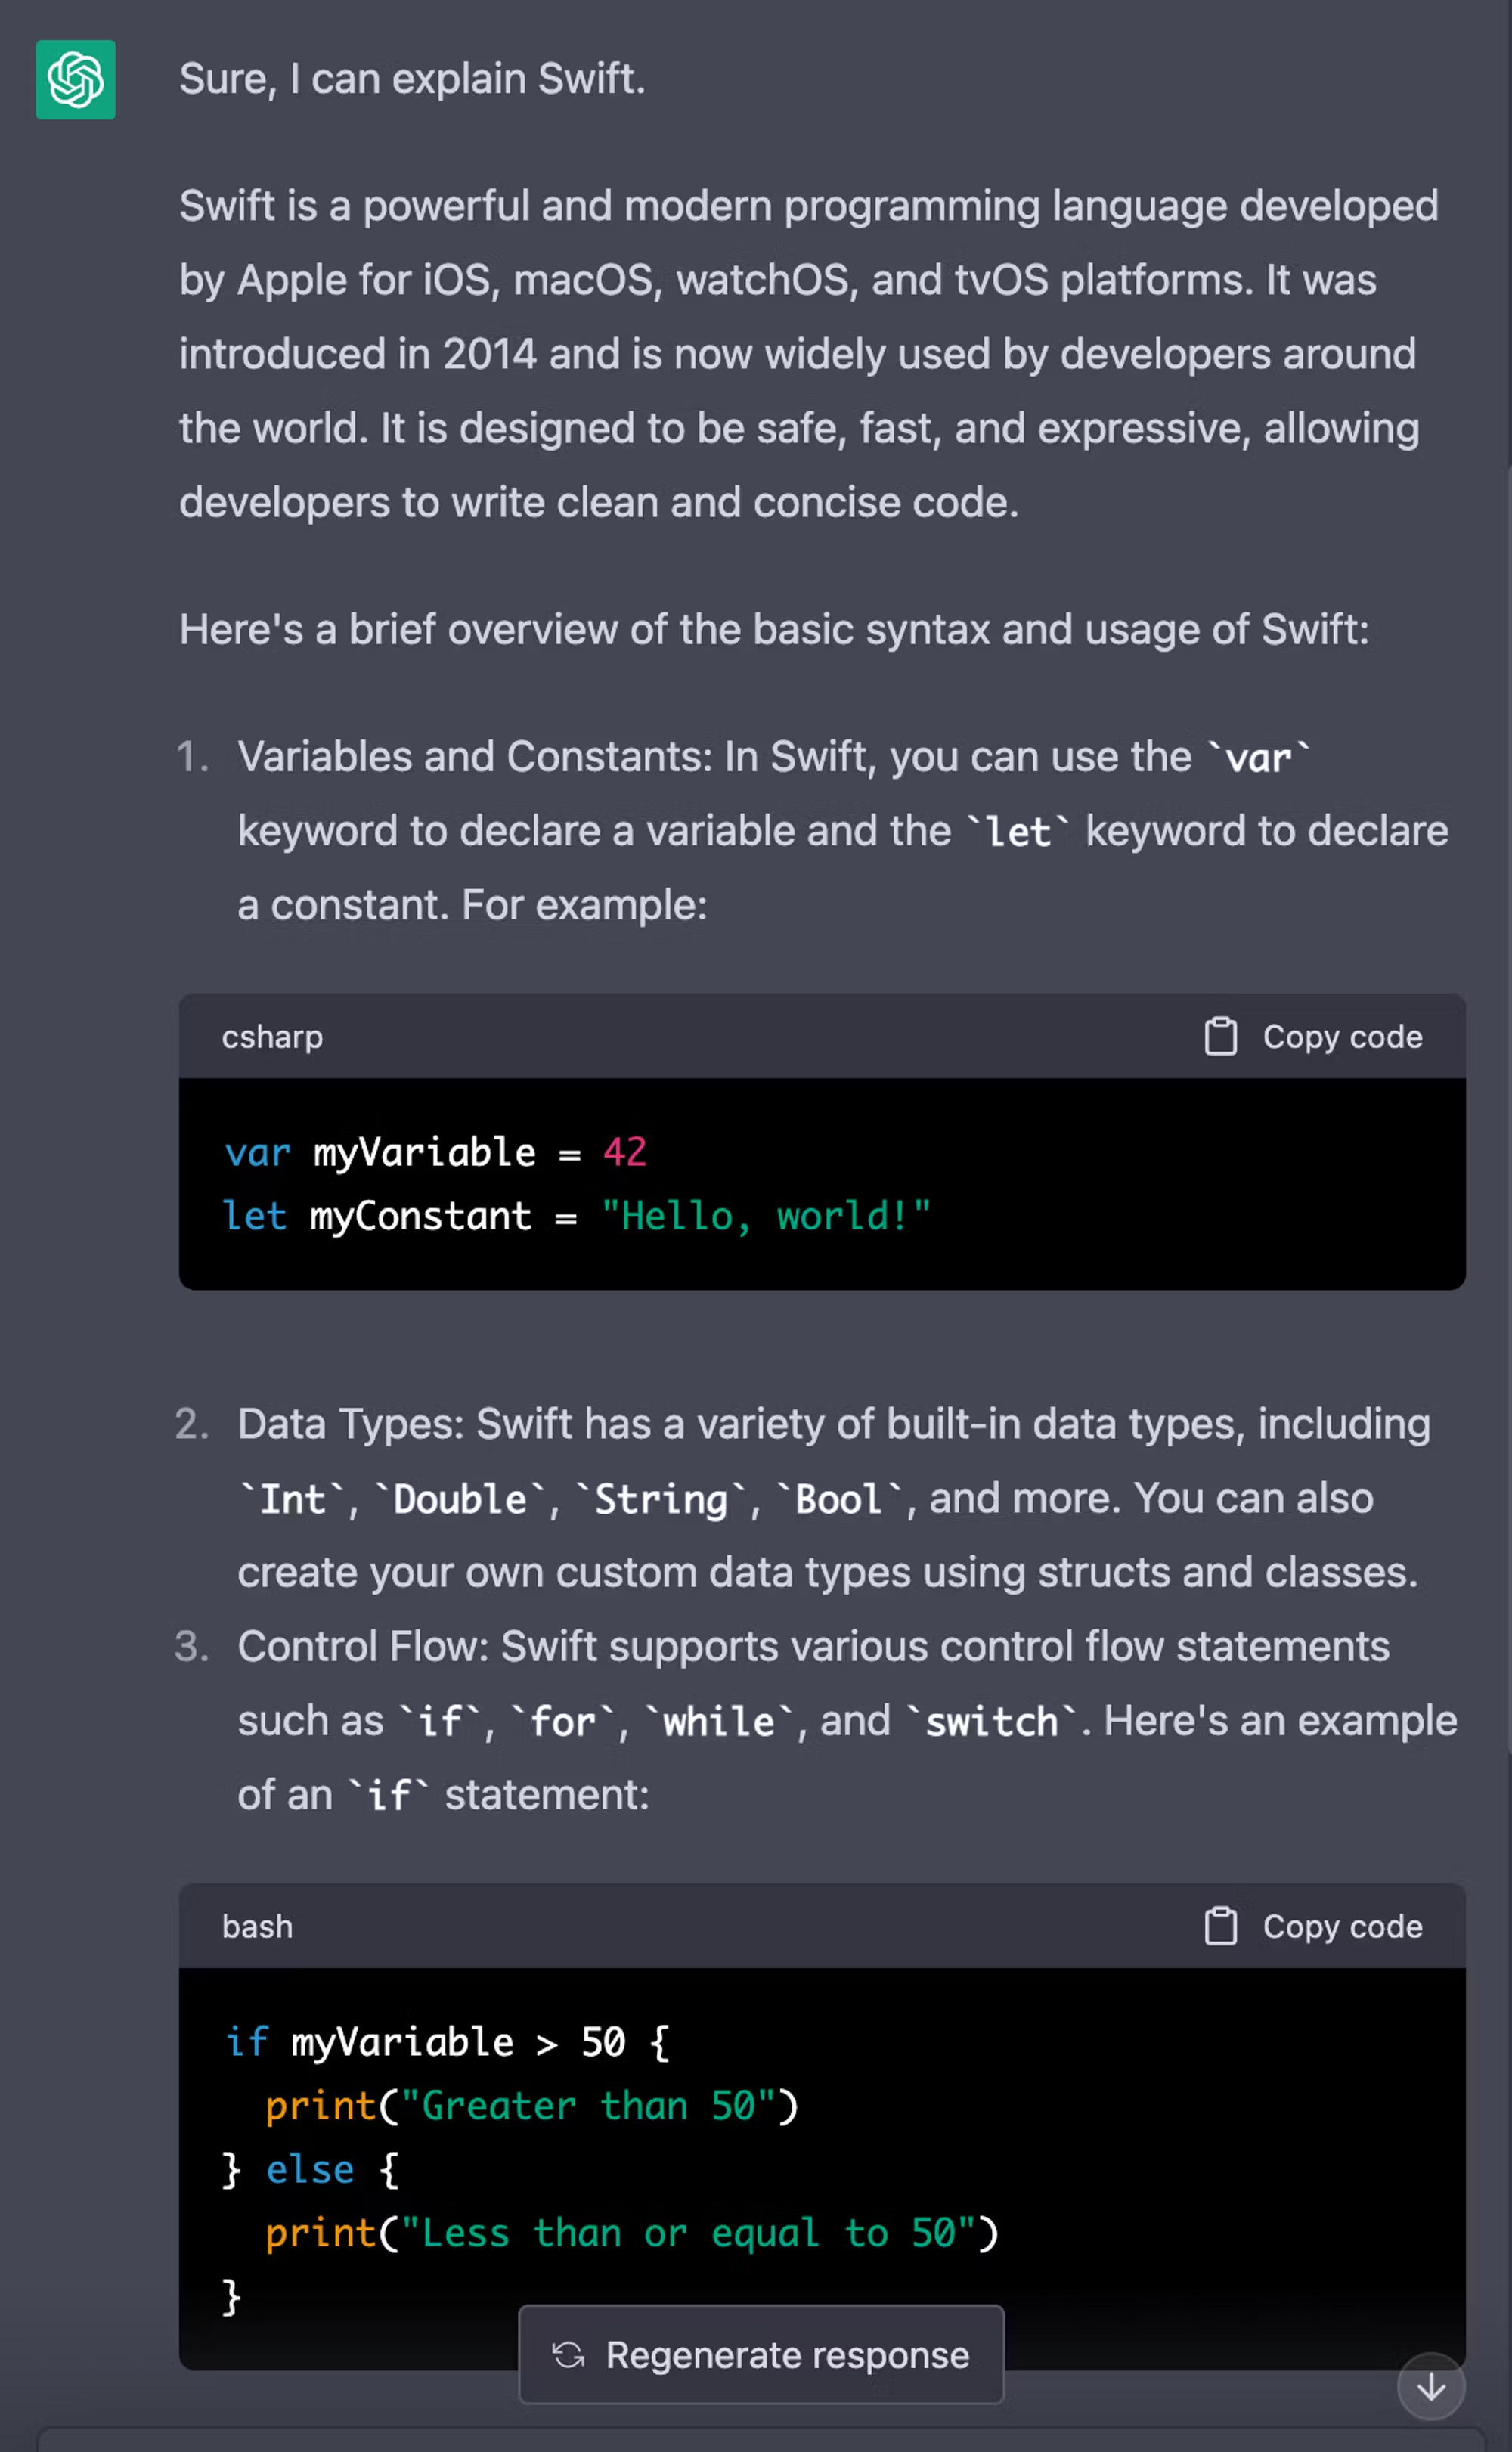 Sure, I can explain Swift.
Swift is a powerful and modern programming language developed
by Apple for iOS, macOS, watchOS, and tvOS platforms. It was
introduced in 2014 and is now widely used by developers around
the world. It is designed to be safe, fast, and expressive, allowing
developers to write clean and concise code.
Here's a brief overview of the basic syntax and usage of Swift:
1. Variables and Constants: In Swift, you can use the `var`
keyword to declare a variable and the `let` keyword to declare
a constant. For example:
csharp Copy code
var myVariable = 42
let myConstant = "Hello, world!"
2. Data Types: Swift has a variety of built-in data types, including
`Int`, `Double`, `String`, `Bool`, and more. You can also
create your own custom data types using structs and classes.
3. Control Flow: Swift supports various control flow statements
such as `if`, `for`, `while`, and `switch`. Here's an example
of an `if` statement:
bash Copy code
if myVariable > 50 {
  print("Greater than 50")
} else {
  print("Less than or equal to 50")
}
Regenerate response